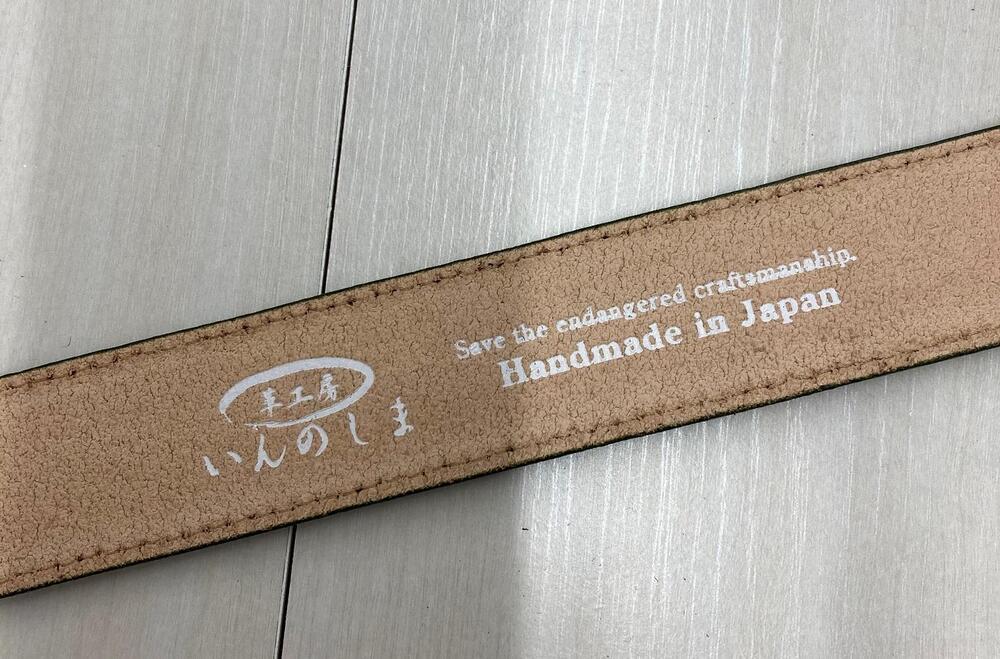 革工房
いんのしま
Save the endangered craftsmanship.
Handmade in Japan